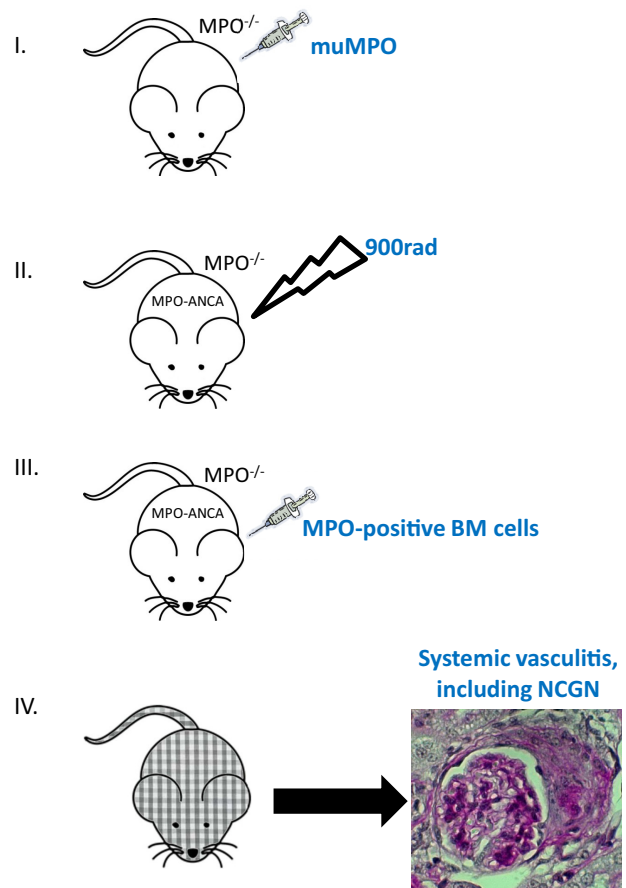 I.
MPO-/-
muMPO
II.
MPO-/-
900rad
MPO-ANCA
III.
MPO-/-
MPO-ANCA
MPO-positive BM cells
Systemic vasculitis,
including NCGN
IV.